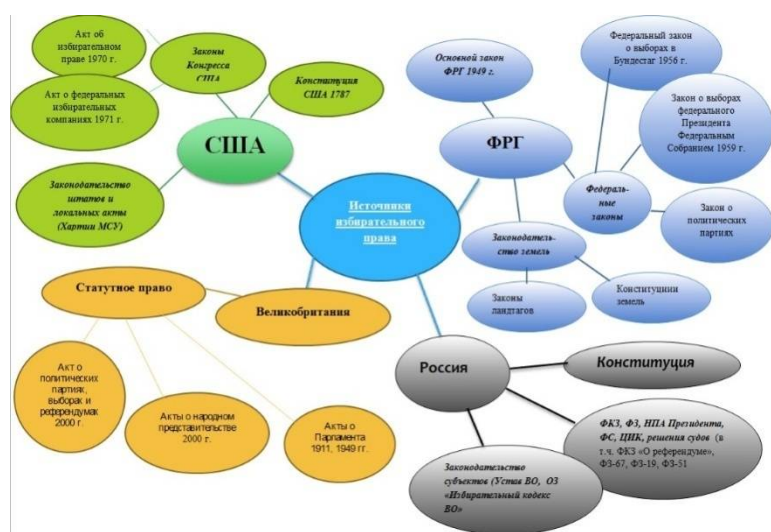 Акт об
избирательном
праве 1970 г.
Законы
Конгресса
США
Конституция
США 1787
Акт о федеральных
избирательных
компаниях 1971 г.
США
Законодательство
штатов и
локальных акты
(Хартии МСУ)
Источники
избирательного
права
Основной закон
ФРГ 1949 г.
Федеральный закон
о выборах в
Бундестаг 1956 г.
Закон о выборах
федерального
Президента
Федеральным
Собранием 1959 г.
ФРГ
Федераль-
ные
законы
Закон о
политических
партиях
Законодатель-
ство земель
Законы
ландтагов
Конституциии
земель
Статутное право
Великобритания
Акт о
политических
партиях,
выборах и
референдумах
2000 г.
Акты о народном
представительстве
2000 г.
Акты о
Парламента
1911, 1949 гг.
Россия
Конституция
ФКЗ, ФЗ, НПА Президента,
ФС, ЦИК, решения судов (в
т.ч. ФКЗ «О референдуме»,
ФЗ-67, ФЗ-19, ФЗ-51
Законодательство
субъектов (Устав ВО, ОЗ
«Избирательный кодекс
ВО»